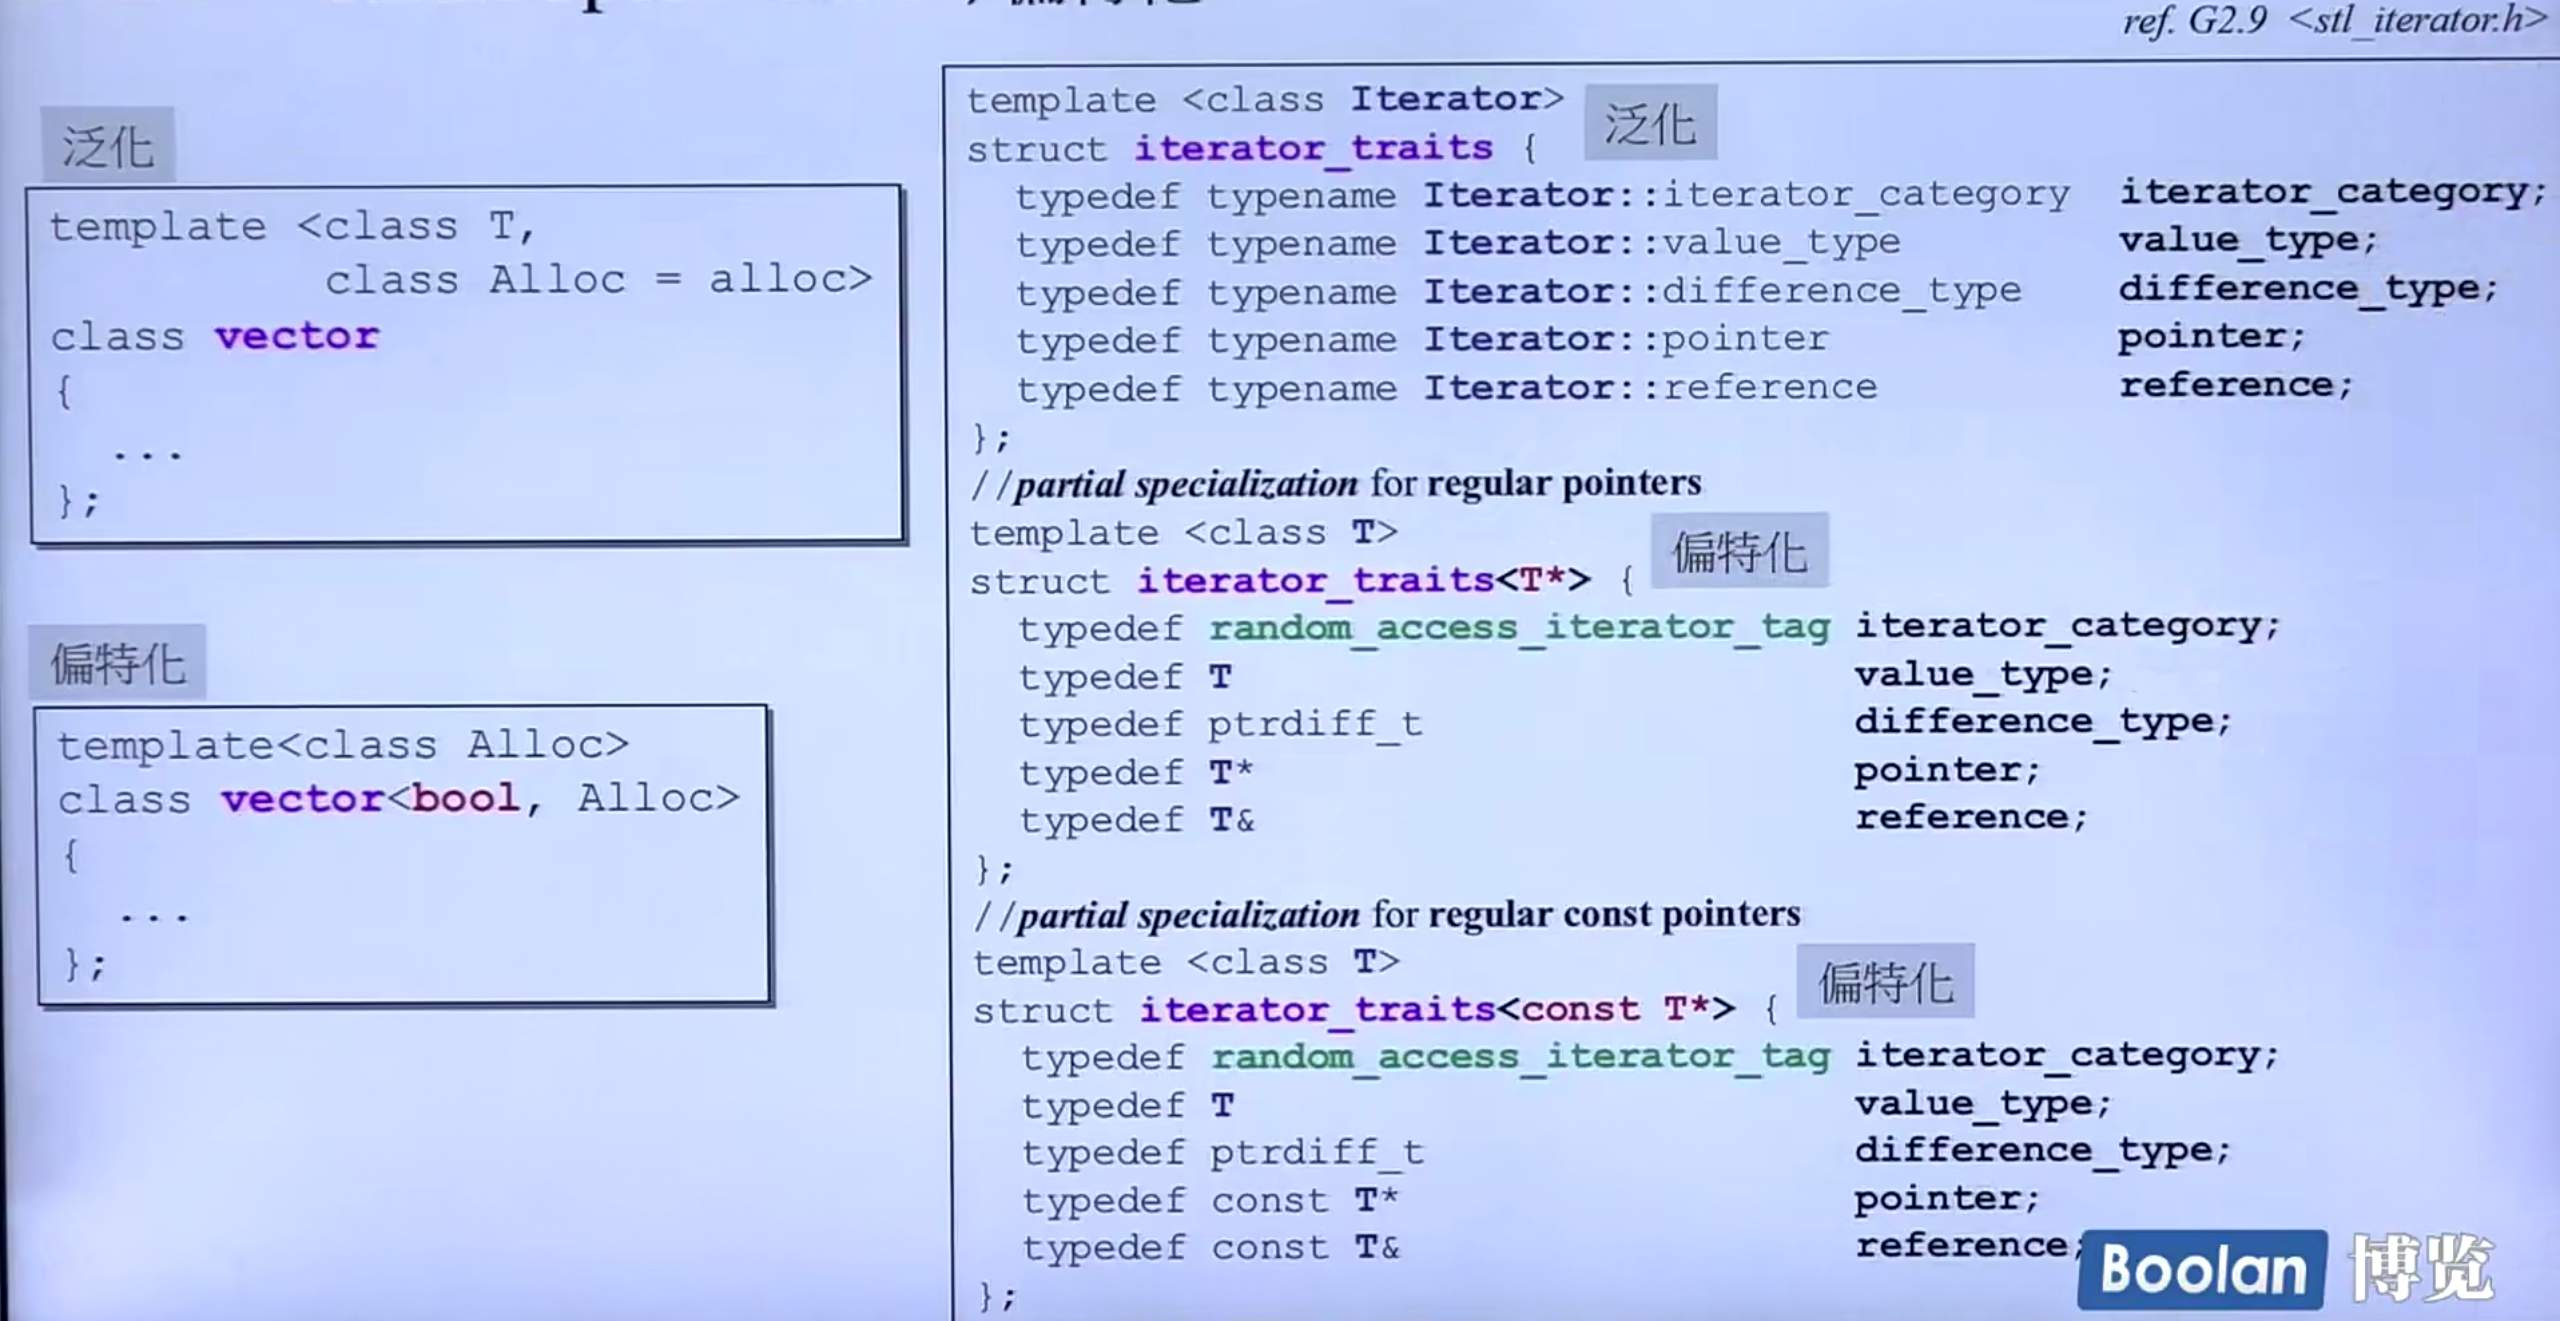 ref. G2.9 <stl_iterator.h>
泛化
template <class T,
class Alloc = alloc>
class vector
{
...
};
偏特化
template<class Alloc>
class vector<bool, Alloc>
{
...
};
template <class Iterator>
泛化
struct iterator_traits {
typedef typename Iterator::iterator_category iterator_category;
typedef typename Iterator::value_type value_type;
typedef typename Iterator::difference_type difference_type;
typedef typename Iterator::pointer pointer;
typedef typename Iterator::reference reference;
};
//partial specialization for regular pointers
template <class T>
偏特化
struct iterator_traits<T*> {
typedef random_access_iterator_tag iterator_category;
typedef T value_type;
typedef ptrdiff_t difference_type;
typedef T* pointer;
typedef T& reference;
};
//partial specialization for regular const pointers
template <class T>
偏特化
struct iterator_traits<const T*> {
typedef random_access_iterator_tag iterator_category;
typedef T value_type;
typedef ptrdiff_t difference_type;
typedef const T* pointer;
typedef const T& reference;
};
Boolan 博览